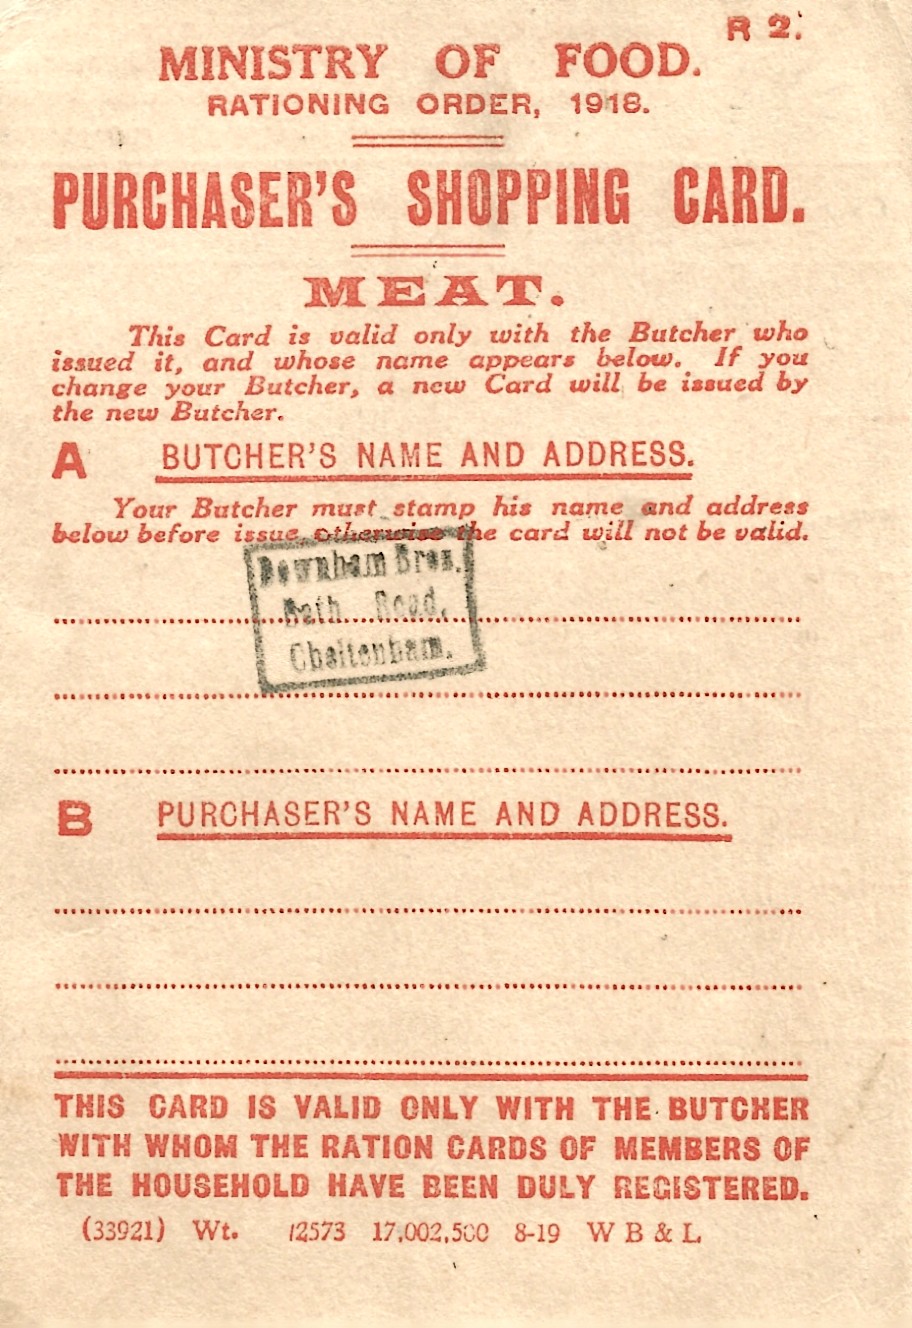 R 2.
MINISTRY OF FOOD.
RATIONING ORDER, 1918.
PURCHASER'S SHOPPING CARD.
MEAT.
This Card is valid only with the Butcher who
issued it, and whose name appears below. If you
change your Butcher, a new Card will be issued by
the new Butcher.
A BUTCHER'S NAME AND ADDRESS.
Your Butcher must stamp his name and address
below before issue otherwise the card will not be valid.
Downham Bros.
Bath Road,
Cheltenham.
B PURCHASER'S NAME AND ADDRESS.
THIS CARD IS VALID ONLY WITH THE BUTCHER
WITH WHOM THE RATION CARDS OF MEMBERS OF
THE HOUSEHOLD HAVE BEEN DULY REGISTERED.
(33921) Wt. 12573 17,002,500 8-19 W B & L